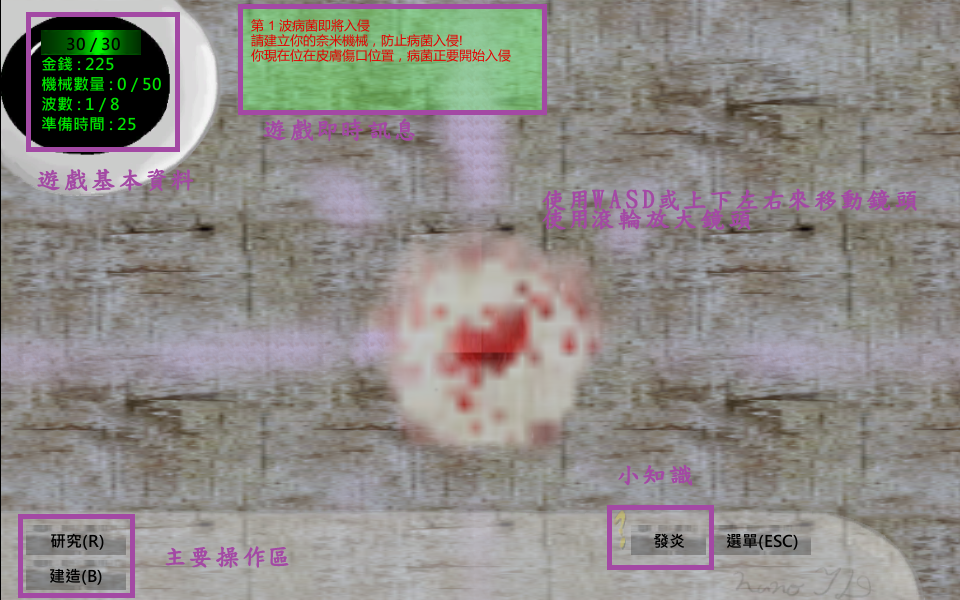 30 / 30
金錢 : 225
機械數量 : 0 / 50
波數 : 1 / 8
準備時間 : 25
遊戲基本資料
第 1 波病菌即將入侵
請建立你的奈米機械 , 防止病菌入侵!
你現在位在皮膚傷口位置 , 病菌正要開始入侵
遊戲即時訊息
使用WASD或上下左右來移動鏡頭
使用滾輪放大鏡頭
小知識
發炎
選單(ESC)
研究(R)
建造(B)
主要操作區